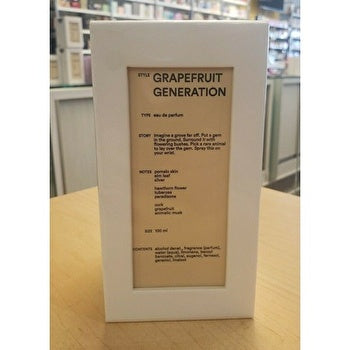 STYLE GRAPEFRUIT
GENERATION
TYPE eau de parfum
STORY Imagine a grove far off. Put a gem
in the ground. Surround it with
flowering bushes. Pick a rare animal
to lay over the gem. Spray this on
your wrist.
NOTES pomelo skin
elm leaf
silver
hawthorn flower
tuberose
paradisone
cork
grapefruit
animalic musk
SIZE 100 ml
CONTENTS alcohol denat., fragrance (parfum),
water (aqua), limonene, benzyl
benzoate, citral, eugenol, farnesol,
geraniol, linalool